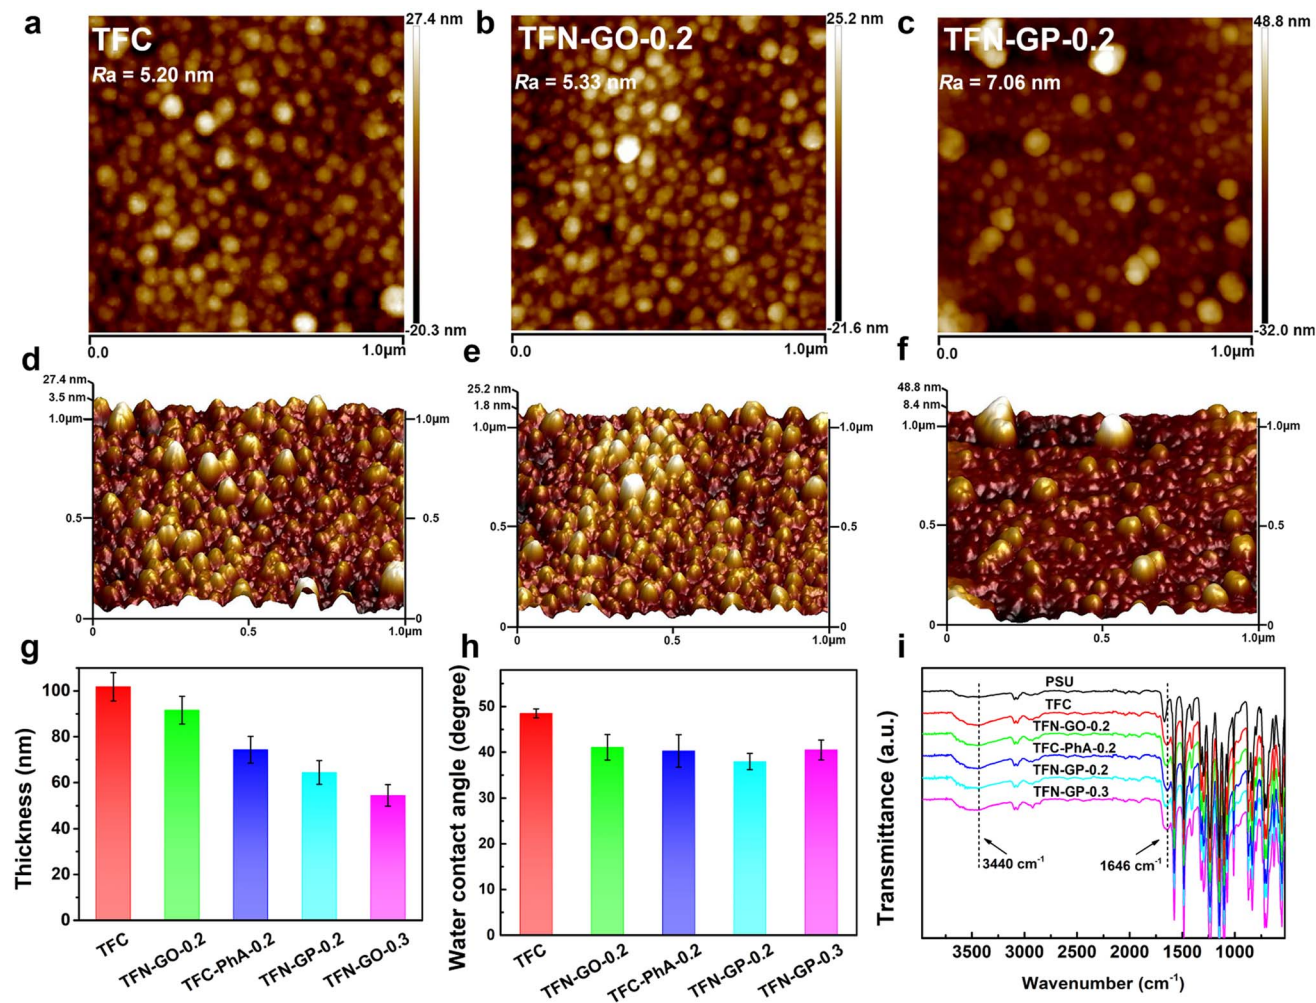 a
TFC
Ra = 5.20 nm
27.4 nm
-20.3 nm
0.0
1.0μm
b
TFN-GO-0.2
Ra = 5.33 nm
25.2 nm
-21.6 nm
0.0
1.0μm
c
TFN-GP-0.2
Ra = 7.06 nm
48.8 nm
-32.0 nm
0.0
1.0μm
d
27.4 nm
3.5 nm
1.0μm
0.5
0
1.0μm
0.5
0
0
0.5
1.0μm
e
25.2 nm
1.8 nm
1.0μm
0.5
0
1.0μm
0.5
0
0
0.5
1.0μm
f
48.8 nm
8.4 nm
1.0μm
0.5
0
1.0μm
0.5
0
0
0.5
1.0μm
g
Thickness (nm)
100
80
60
40
20
0
TFC
TFN-GO-0.2
TFC-PhA-0.2
TFN-GP-0.2
TFN-GO-0.3
h
Water contact angle (degree)
50
40
30
20
10
0
TFC
TFN-GO-0.2
TFC-PhA-0.2
TFN-GP-0.2
TFN-GP-0.3
i
Transmittance (a.u.)
PSU
TFC
TFN-GO-0.2
TFC-PhA-0.2
TFN-GP-0.2
TFN-GP-0.3
3440 cm⁻¹
1646 cm⁻¹
3500
3000
2500
2000
1500
1000
Wavenumber (cm⁻¹)